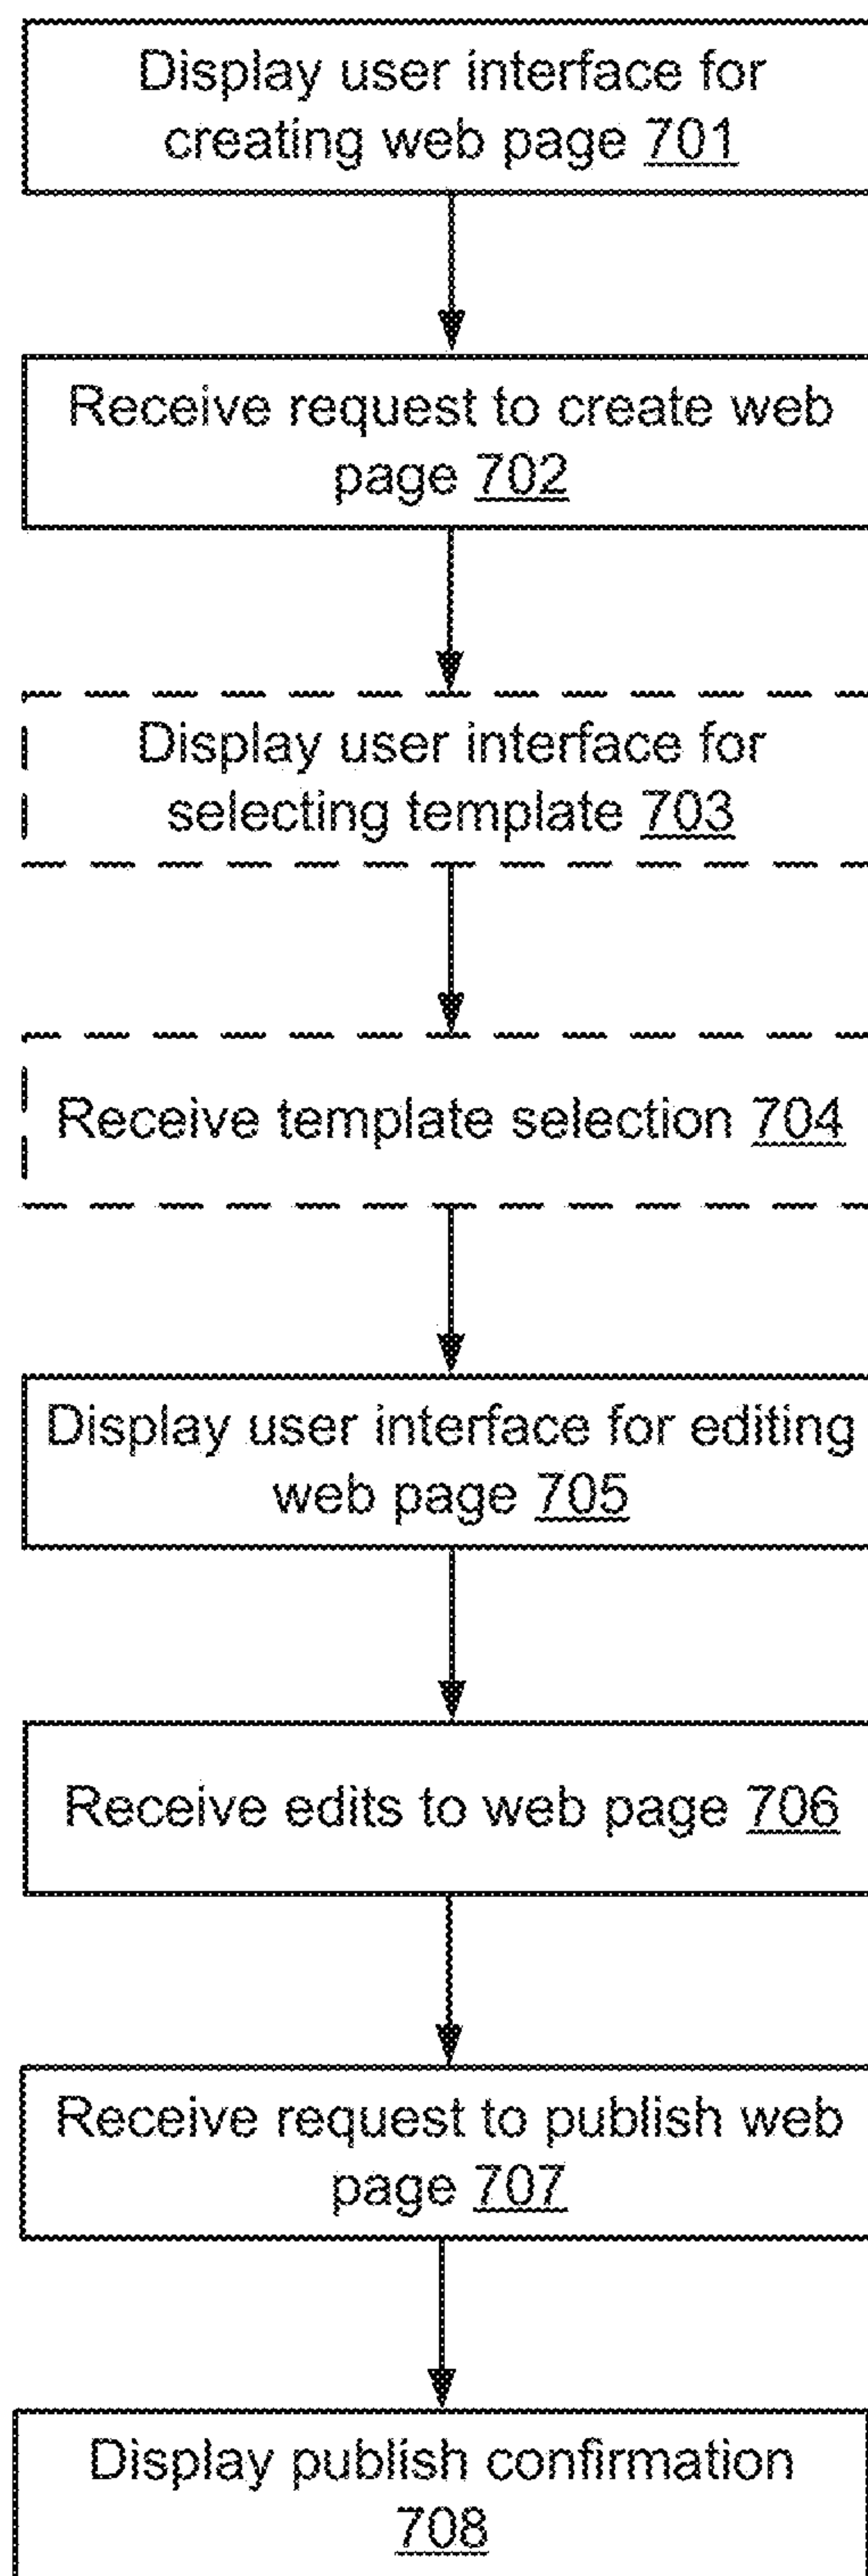 Display user interface for
creating web page 701
Receive request to create web
page 702
Display user interface for
selecting template 703
Receive template selection 704
Display user interface for editing
web page 705
Receive edits to web page 706
Receive request to publish web
page 707
Display publish confirmation
708